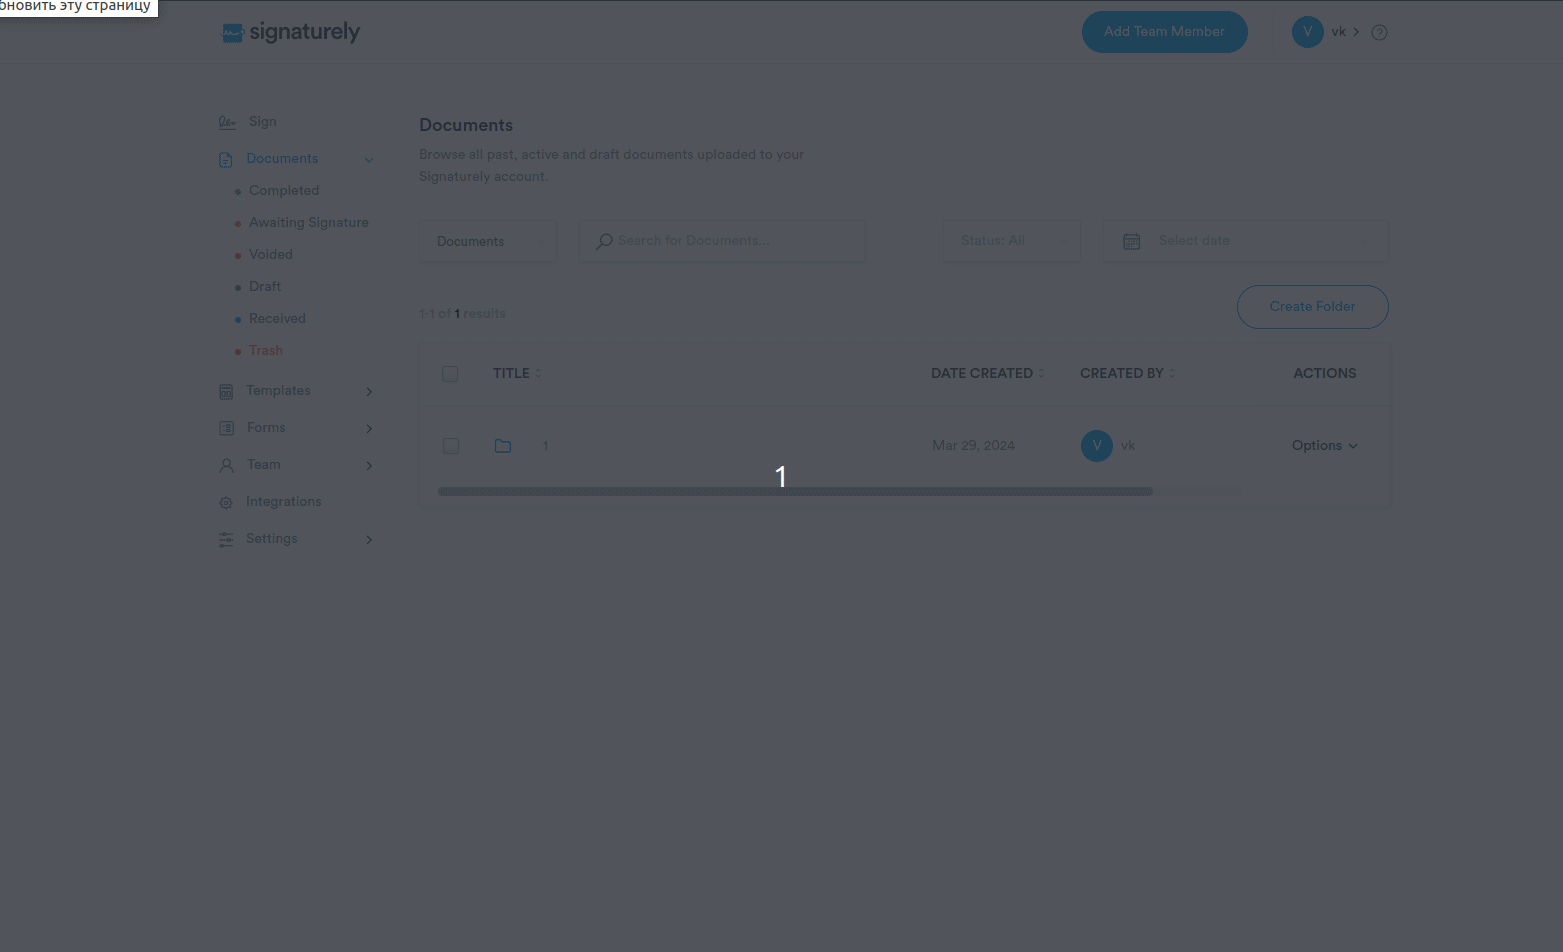 бновить эту страницу
signaturely
Add Team Member
V vk
Sign
Documents
Completed
Awaiting Signature
Voided
Draft
Received
Trash
Templates
Forms
Team
Integrations
Settings
Documents
Browse all past, active and draft documents uploaded to your
Signaturely account.
Documents
Search for Documents...
Status: All
Select date
1-1 of 1 results
Create Folder
TITLE DATE CREATED CREATED BY ACTIONS
1 Mar 29, 2024 V vk Options
1